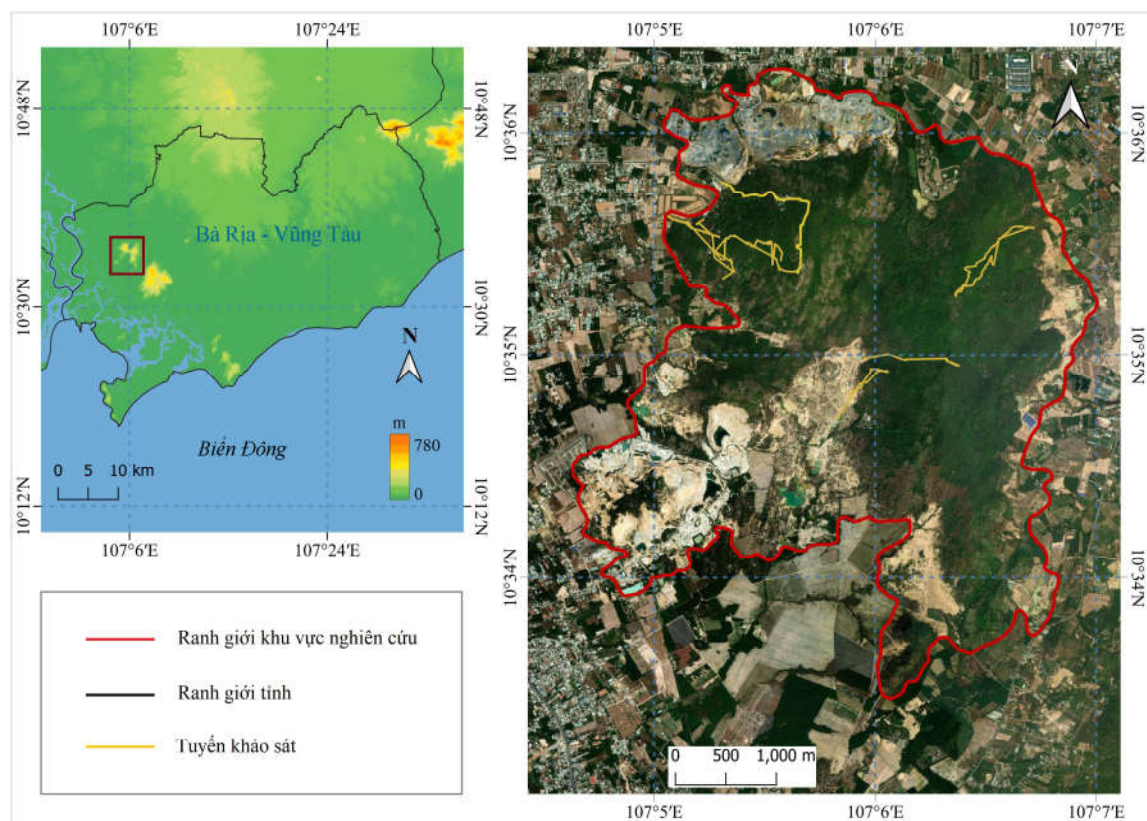 107°6′E 107°24′E
107°5′E 107°6′E 107°7′E
10°48′N
10°48′N
10°36′N
10°36′N
N
Bà Rịa - Vũng Tàu
10°30′N
10°30′N
10°35′N
10°35′N
N
m
780
0
Biển Đông
0 5 10 km
10°12′N
10°12′N
107°6′E 107°24′E
10°34′N
10°34′N
Ranh giới khu vực nghiên cứu
Ranh giới tỉnh
Tuyến khảo sát
0 500 1,000 m
107°5′E 107°6′E 107°7′E